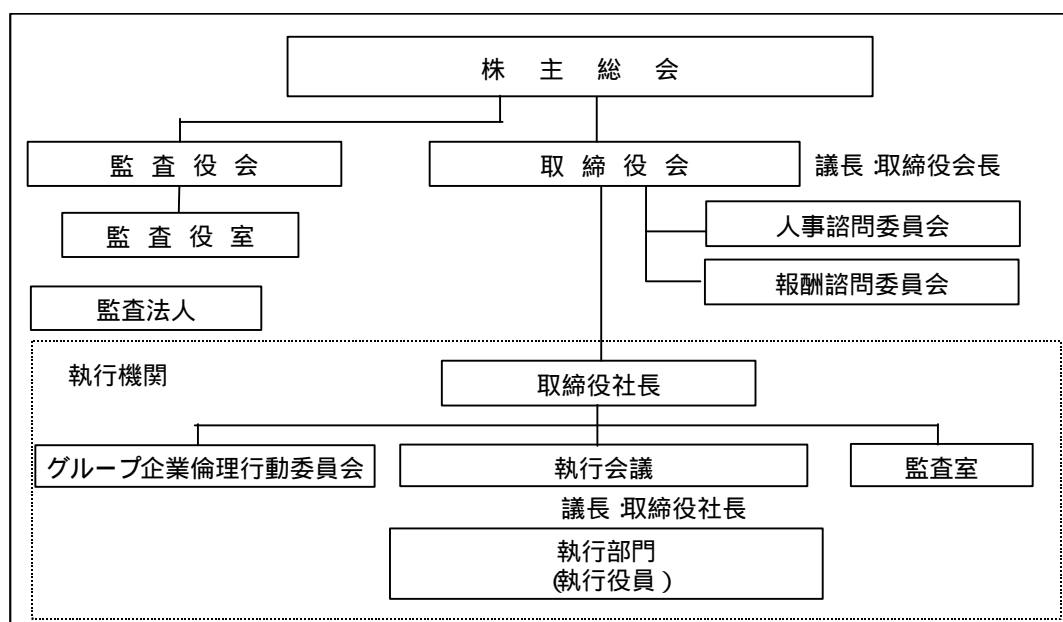 株主総会
監査役会
取締役会
議長:取締役会長
監査役室
人事諮問委員会
報酬諮問委員会
監査法人
執行機関
取締役社長
グループ企業倫理行動委員会
執行会議
監査室
議長:取締役社長
執行部門
(執行役員)